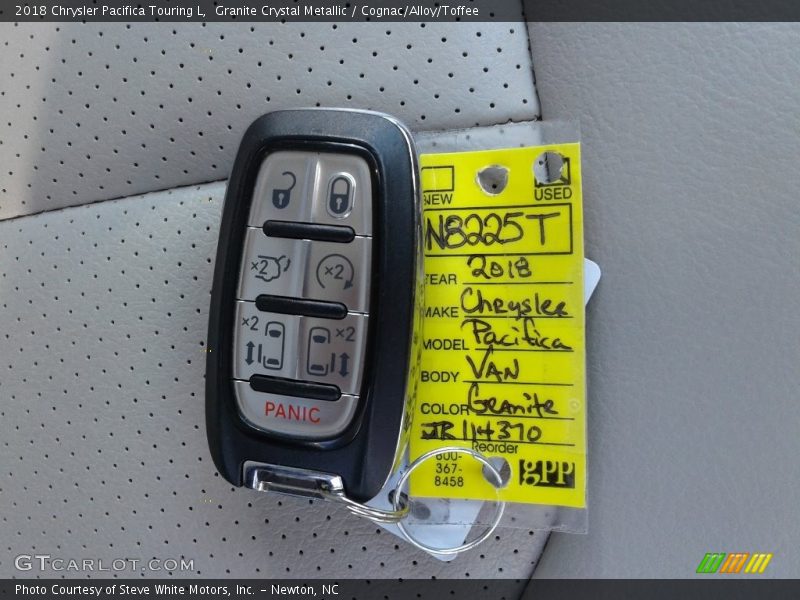 2018 Chrysler Pacifica Touring L, Granite Crystal Metallic / Cognac/Alloy/Toffee
×2
×2
×2
×2
PANIC
NEW USED
N8225T
YEAR 2018
MAKE Chrysler
MODEL Pacifica
BODY VAN
COLOR Granite
JR114370
Reorder
800-
367-
8458
gpp
GTCARLOT.COM
Photo Courtesy of Steve White Motors, Inc. – Newton, NC